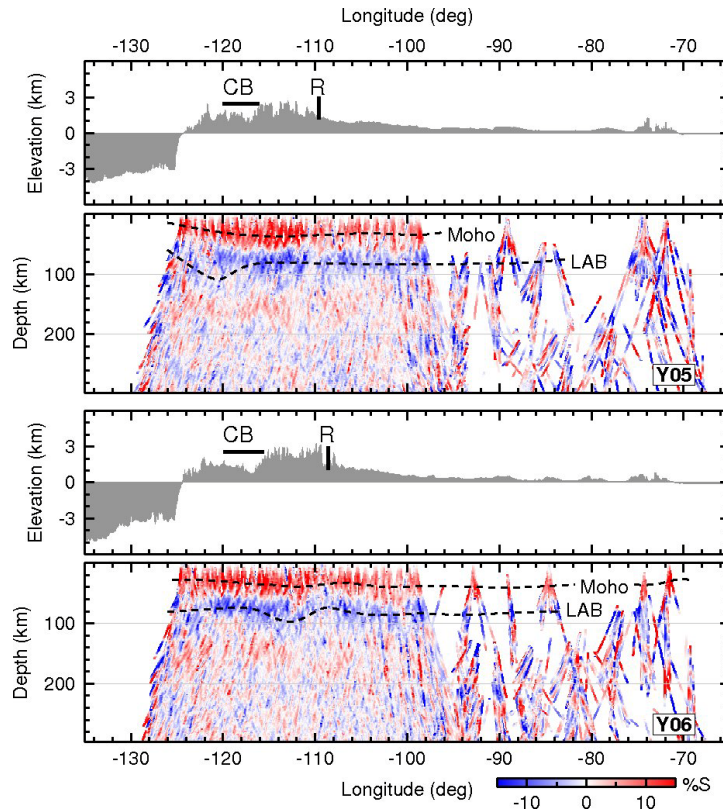 Longitude (deg)
-130 -120 -110 -100 -90 -80 -70
Elevation (km)
3
0
-3
CB R
Depth (km)
100
200
Moho
LAB
Y05
Elevation (km)
3
0
-3
CB R
Depth (km)
100
200
Moho
LAB
Y06
-130 -120 -110 -100 -90 -80 -70
Longitude (deg)
%S
-10 0 10